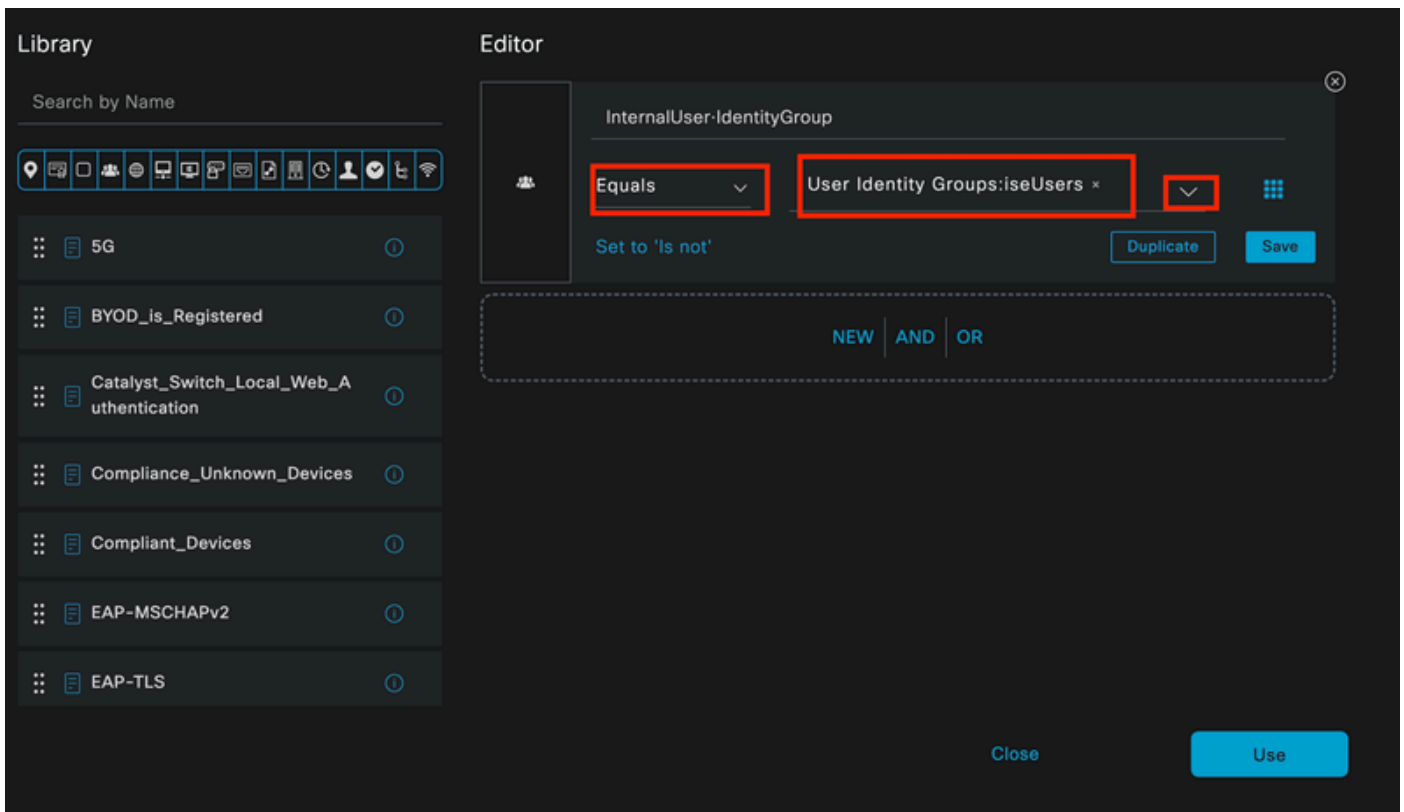 Library
Editor
Search by Name
InternalUser·IdentityGroup
Equals
User Identity Groups:iseUsers ×
Set to 'Is not'
Duplicate
Save
NEW AND OR
5G
BYOD_is_Registered
Catalyst_Switch_Local_Web_A
uthentication
Compliance_Unknown_Devices
Compliant_Devices
EAP-MSCHAPv2
EAP-TLS
Close
Use